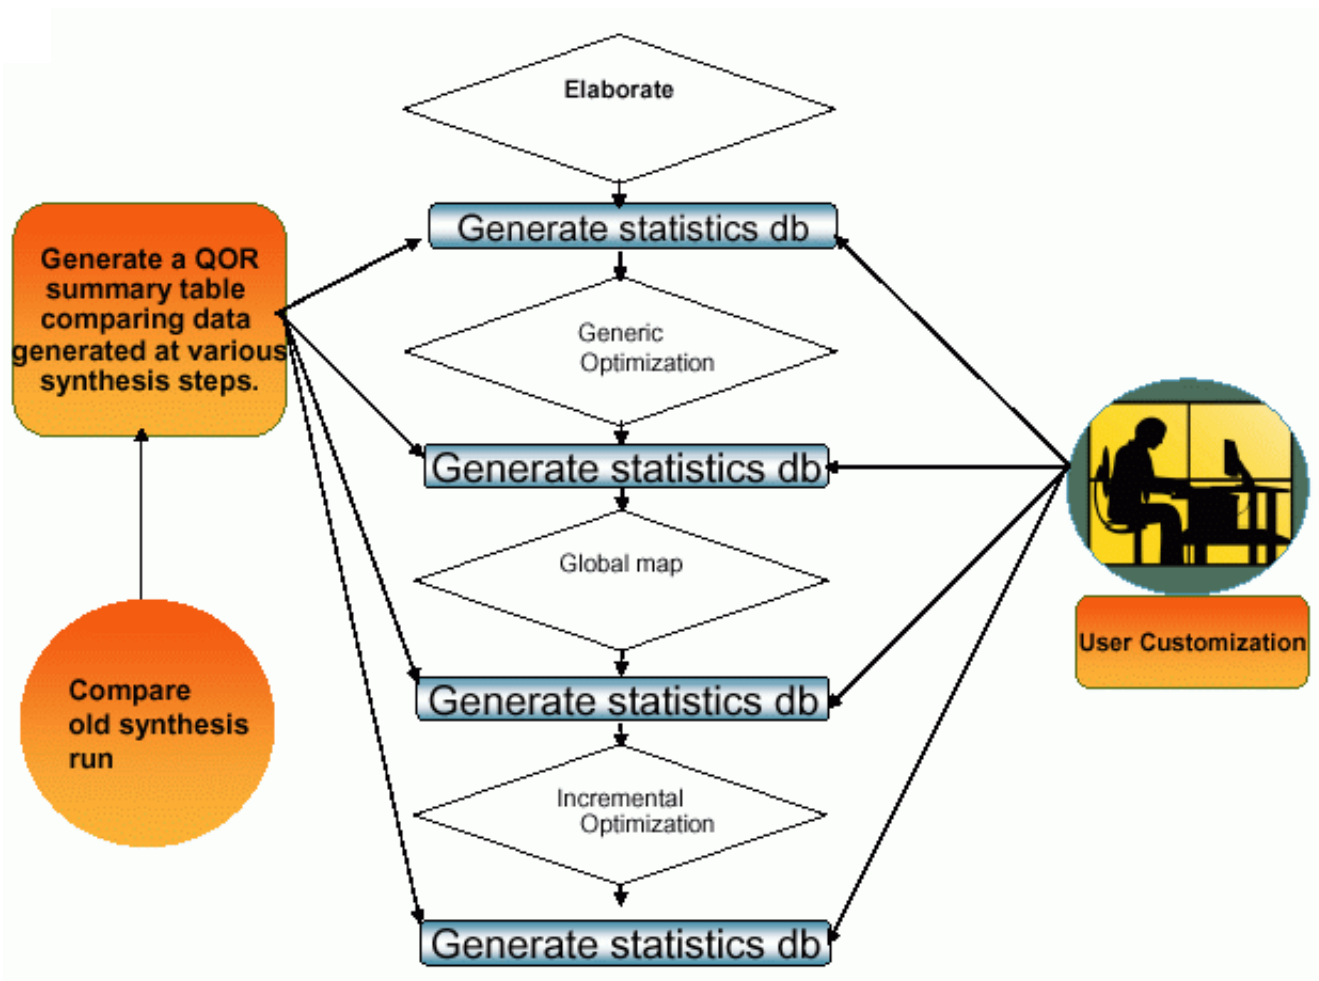 Elaborate
Generate statistics db
Generate a QOR
summary table
comparing data
generated at various
synthesis steps.
Generic
Optimization
Generate statistics db
Global map
User Customization
Generate statistics db
Compare
old synthesis
run
Incremental
Optimization
Generate statistics db